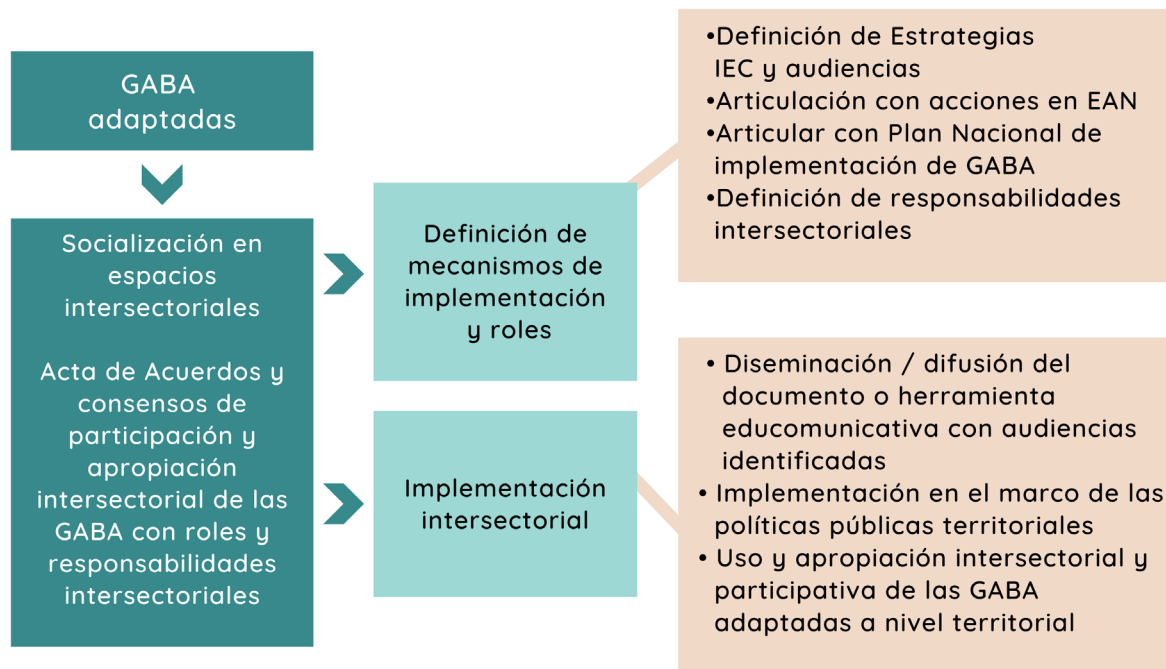 GABA
adaptadas
Socialización en
espacios
intersectoriales
Acta de Acuerdos y
consensos de
participación y
apropiación
intersectorial de las
GABA con roles y
responsabilidades
intersectoriales
Definición de
mecanismos de
implementación
y roles
•Definición de Estrategias
IEC y audiencias
•Articulación con acciones en EAN
•Articular con Plan Nacional de
implementación de GABA
•Definición de responsabilidades
intersectoriales
Implementación
intersectorial
• Diseminación / difusión del
documento o herramienta
educomunicativa con audiencias
identificadas
• Implementación en el marco de las
políticas públicas territoriales
• Uso y apropiación intersectorial y
participativa de las GABA
adaptadas a nivel territorial